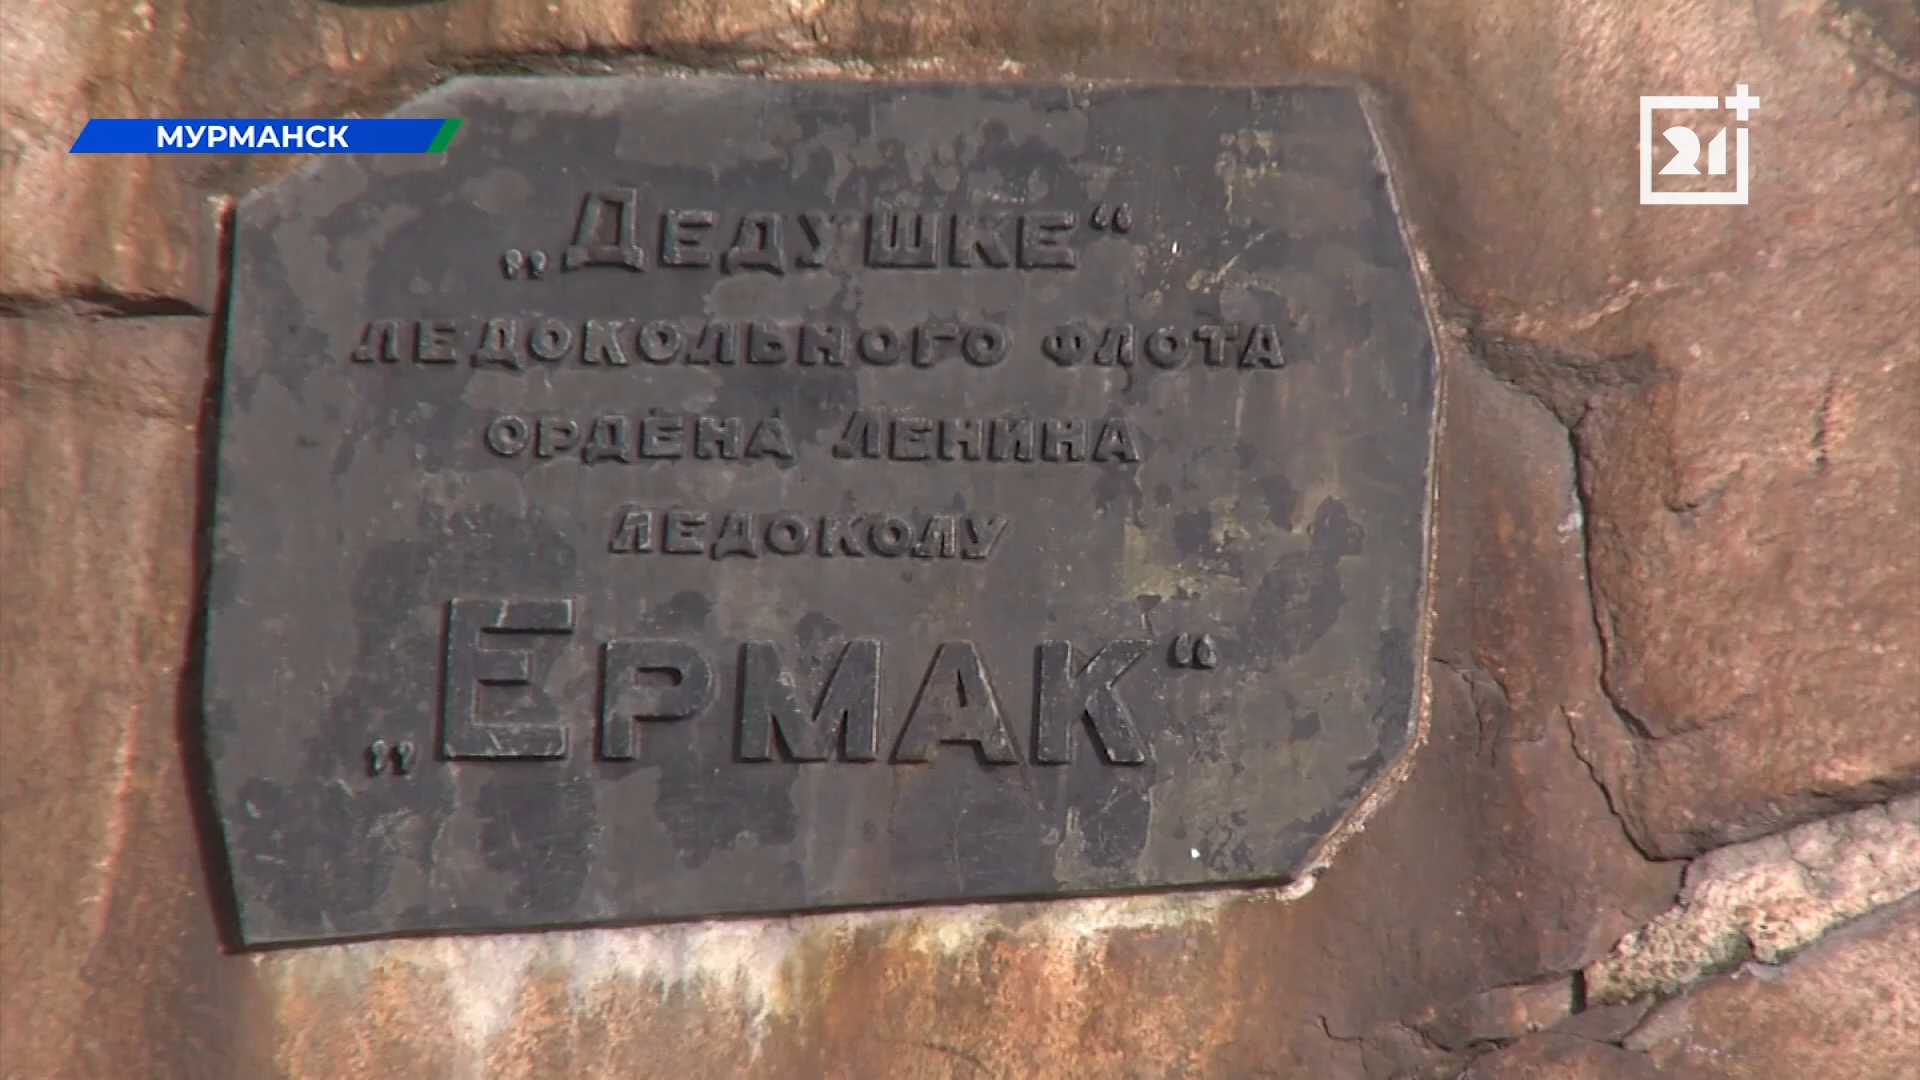 МУРМАНСК
21+
„Дедушке“
ледокольного флота
ордена Ленина
ледоколу
„Ермак“